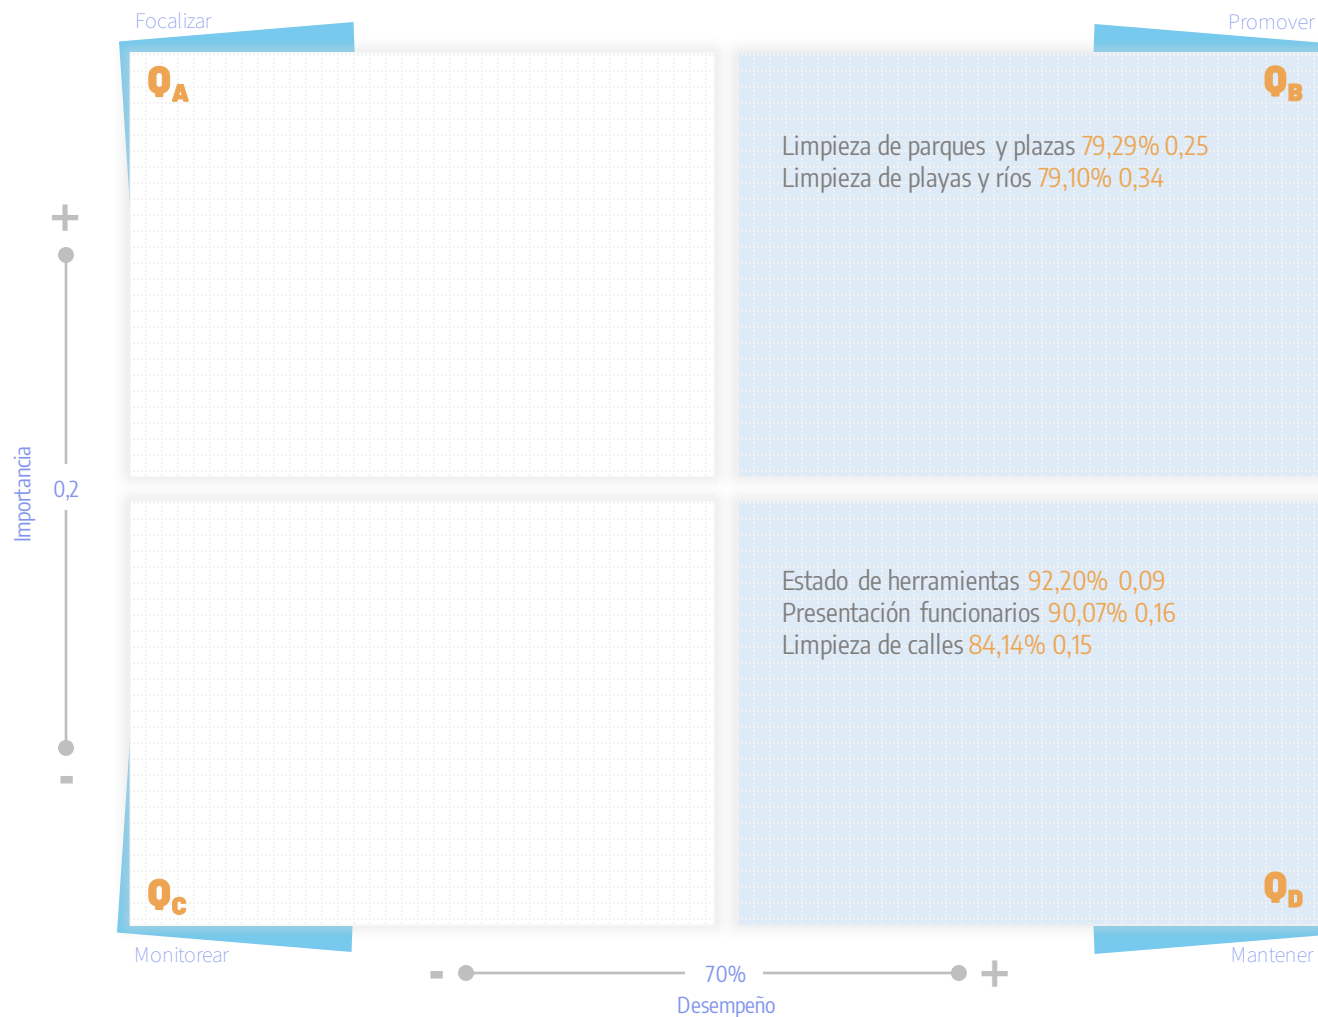 Focalizar
Promover
QA
QB
Limpieza de parques y plazas 79,29% 0,25
Limpieza de playas y ríos 79,10% 0,34
+
Importancia
0,2
-
Estado de herramientas 92,20% 0,09
Presentación funcionarios 90,07% 0,16
Limpieza de calles 84,14% 0,15
QC
QD
Monitorear
Mantener
- 70% +
Desempeño